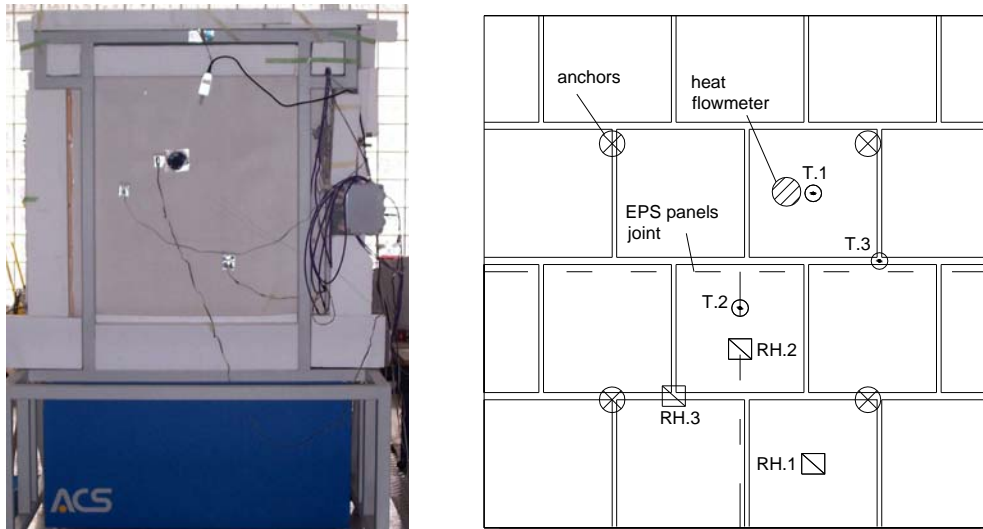 ACS
anchors
heat
flowmeter
T.1
EPS panels
joint
T.3
T.2
RH.2
RH.3
RH.1